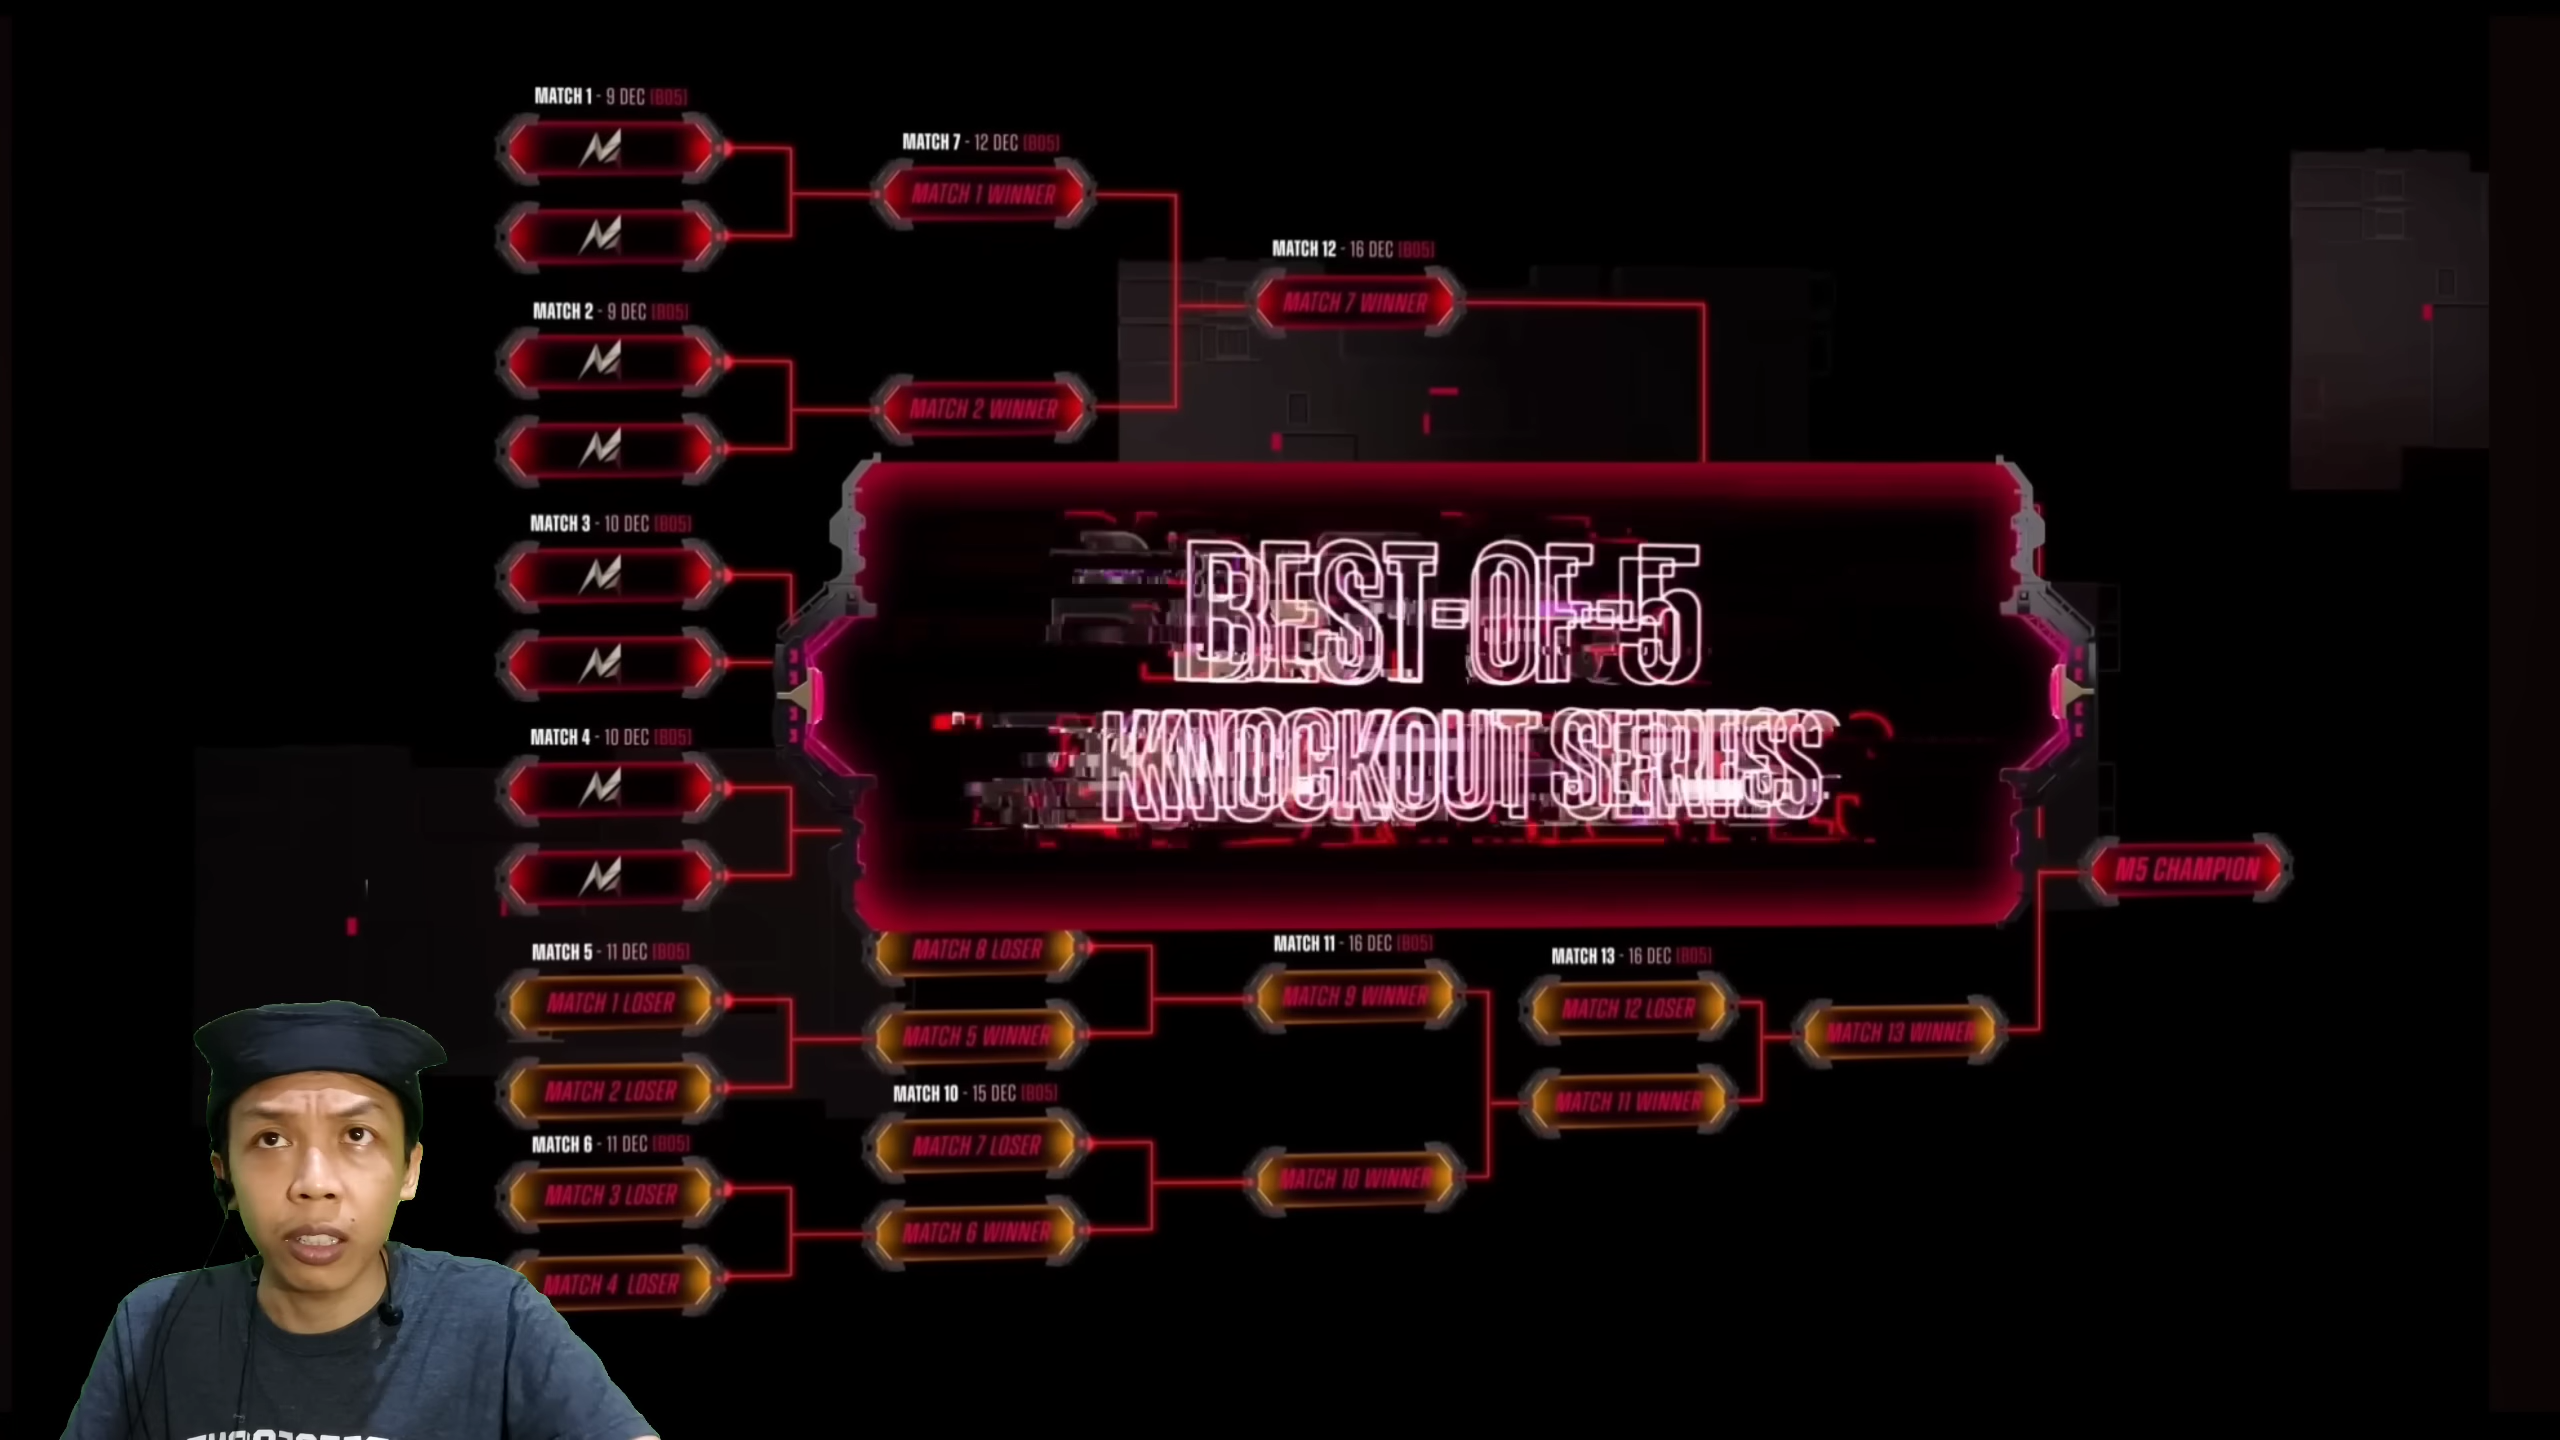 MATCH 1 - 9 DEC [BO5]
MATCH 7 - 12 DEC [BO5]
MATCH 1 WINNER
MATCH 12 - 16 DEC [BO5]
MATCH 7 WINNER
MATCH 2 - 9 DEC [BO5]
MATCH 2 WINNER
MATCH 3 - 10 DEC [BO5]
BEST-OF-5
KNOCKOUT SERIES
MATCH 4 - 10 DEC [BO5]
M5 CHAMPION
MATCH 5 - 11 DEC [BO5]
MATCH 1 LOSER
MATCH 2 LOSER
MATCH 8 LOSER
MATCH 5 WINNER
MATCH 11 - 16 DEC [BO5]
MATCH 9 WINNER
MATCH 13 - 16 DEC [BO5]
MATCH 12 LOSER
MATCH 11 WINNER
MATCH 13 WINNER
MATCH 6 - 11 DEC [BO5]
MATCH 3 LOSER
MATCH 4 LOSER
MATCH 10 - 15 DEC [BO5]
MATCH 7 LOSER
MATCH 6 WINNER
MATCH 10 WINNER